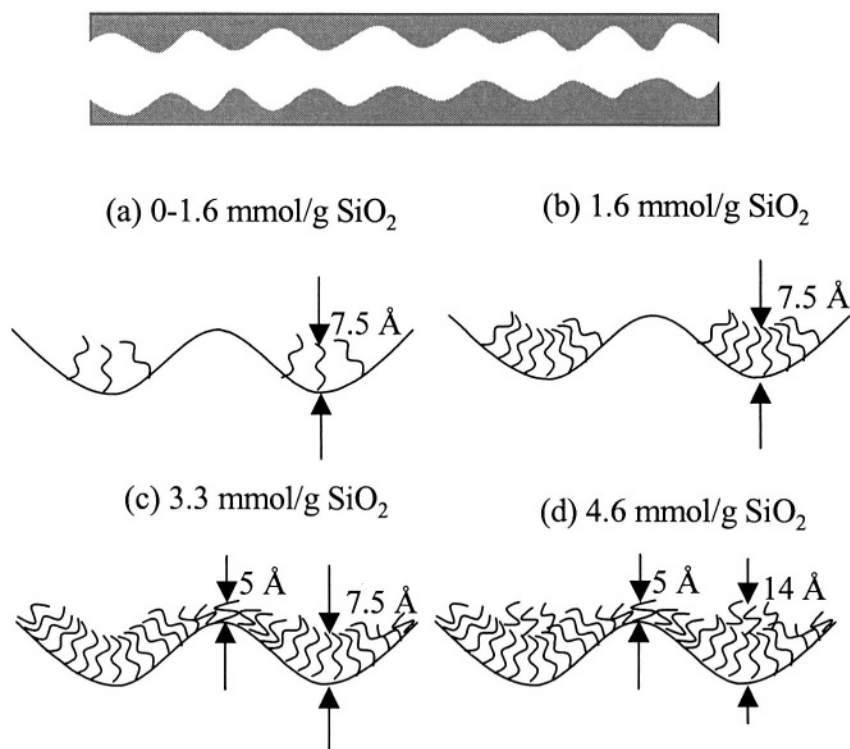 (a) 0-1.6 mmol/g SiO₂
(b) 1.6 mmol/g SiO₂
7.5 Å
7.5 Å
(c) 3.3 mmol/g SiO₂
(d) 4.6 mmol/g SiO₂
5 Å
7.5 Å
5 Å
14 Å